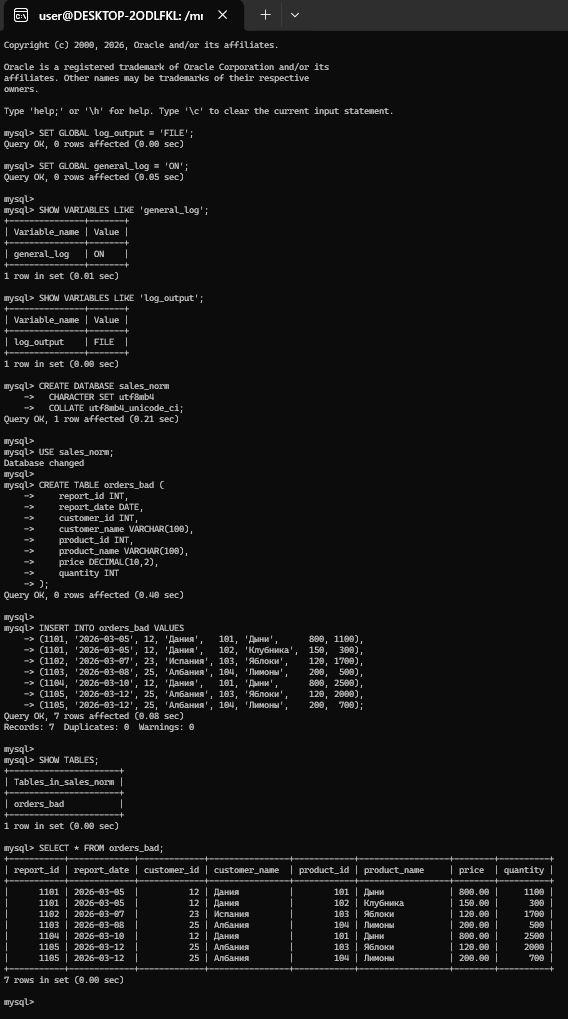 user@DESKTOP-2ODLFKL: /mı
Copyright (c) 2000, 2026, Oracle and/or its affiliates.
Oracle is a registered trademark of Oracle Corporation and/or its
affiliates. Other names may be trademarks of their respective
owners.
Type 'help;' or '\h' for help. Type '\c' to clear the current input statement.
mysql> SET GLOBAL log_output = 'FILE';
Query OK, 0 rows affected (0.00 sec)
mysql> SET GLOBAL general_log = 'ON';
Query OK, 0 rows affected (0.05 sec)
mysql>
mysql> SHOW VARIABLES LIKE 'general_log';
+---------------+-------+
| Variable_name | Value |
+---------------+-------+
| general_log   | ON    |
+---------------+-------+
1 row in set (0.01 sec)
mysql> SHOW VARIABLES LIKE 'log_output';
+---------------+-------+
| Variable_name | Value |
+---------------+-------+
| log_output    | FILE  |
+---------------+-------+
1 row in set (0.00 sec)
mysql> CREATE DATABASE sales_norm
    ->   CHARACTER SET utf8mb4
    ->   COLLATE utf8mb4_unicode_ci;
Query OK, 1 row affected (0.21 sec)
mysql>
mysql> USE sales_norm;
Database changed
mysql>
mysql> CREATE TABLE orders_bad (
    ->     report_id INT,
    ->     report_date DATE,
    ->     customer_id INT,
    ->     customer_name VARCHAR(100),
    ->     product_id INT,
    ->     product_name VARCHAR(100),
    ->     price DECIMAL(10,2),
    ->     quantity INT
    -> );
Query OK, 0 rows affected (0.40 sec)
mysql>
mysql> INSERT INTO orders_bad VALUES
    -> (1101, '2026-03-05', 12, 'Дания',   101, 'Дыни',      800, 1100),
    -> (1101, '2026-03-05', 12, 'Дания',   102, 'Клубника',  150,  300),
    -> (1102, '2026-03-07', 23, 'Испания', 103, 'Яблоки',    120, 1700),
    -> (1103, '2026-03-08', 25, 'Албания', 104, 'Лимоны',    200,  500),
    -> (1104, '2026-03-10', 12, 'Дания',   101, 'Дыни',      800, 2500),
    -> (1105, '2026-03-12', 25, 'Албания', 103, 'Яблоки',    120, 2000),
    -> (1105, '2026-03-12', 25, 'Албания', 104, 'Лимоны',    200,  700);
Query OK, 7 rows affected (0.08 sec)
Records: 7  Duplicates: 0  Warnings: 0
mysql>
mysql> SHOW TABLES;
+----------------------+
| Tables_in_sales_norm |
+----------------------+
| orders_bad           |
+----------------------+
1 row in set (0.00 sec)
mysql> SELECT * FROM orders_bad;
+-----------+-------------+-------------+---------------+------------+--------------+--------+----------+
| report_id | report_date | customer_id | customer_name | product_id | product_name | price  | quantity |
+-----------+-------------+-------------+---------------+------------+--------------+--------+----------+
| 1101 | 2026-03-05 | 12 | Дания | 101 | Дыни | 800.00 | 1100 |
| 1101 | 2026-03-05 | 12 | Дания | 102 | Клубника | 150.00 | 300 |
| 1102 | 2026-03-07 | 23 | Испания | 103 | Яблоки | 120.00 | 1700 |
| 1103 | 2026-03-08 | 25 | Албания | 104 | Лимоны | 200.00 | 500 |
| 1104 | 2026-03-10 | 12 | Дания | 101 | Дыни | 800.00 | 2500 |
| 1105 | 2026-03-12 | 25 | Албания | 103 | Яблоки | 120.00 | 2000 |
| 1105 | 2026-03-12 | 25 | Албания | 104 | Лимоны | 200.00 | 700 |
+-----------+-------------+-------------+---------------+------------+--------------+--------+----------+
7 rows in set (0.00 sec)
mysql>